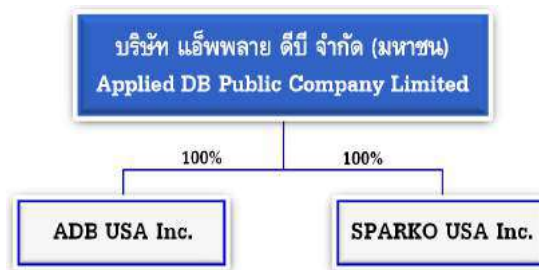 บริษัท แอ็พพลาย ดีบี จำกัด (มหาชน)
Applied DB Public Company Limited
100% 100%
ADB USA Inc. SPARKO USA Inc.